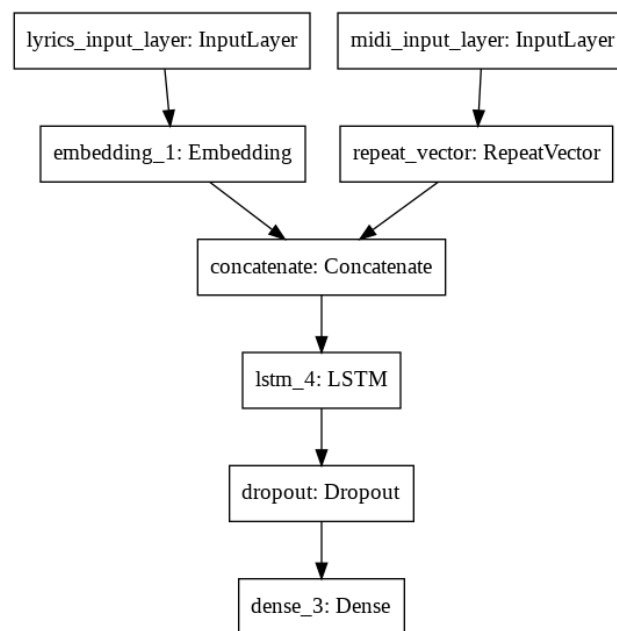 lyrics_input_layer: InputLayer
midi_input_layer: InputLayer
embedding_1: Embedding
repeat_vector: RepeatVector
concatenate: Concatenate
lstm_4: LSTM
dropout: Dropout
dense_3: Dense